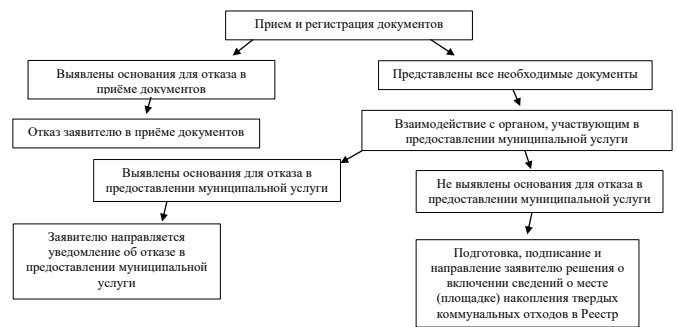 Прием и регистрация документов
Выявлены основания для отказа в
приёме документов
Представлены все необходимые документы
Отказ заявителю в приёме документов
Взаимодействие с органом, участвующим в
предоставлении муниципальной услуги
Выявлены основания для отказа в
предоставлении муниципальной услуги
Не выявлены основания для отказа в
предоставлении муниципальной услуги
Заявителю направляется
уведомление об отказе в
предоставлении муниципальной
услуги
Подготовка, подписание и
направление заявителю решения о
включении сведений о месте
(площадке) накопления твердых
коммунальных отходов в Реестр